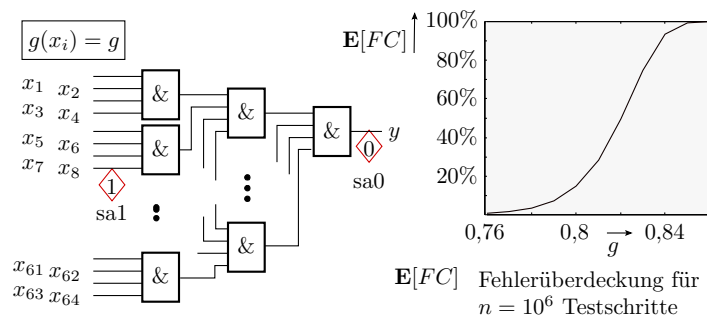 g(x_i) = g
x_1 x_2
x_3 x_4
x_5 x_6
x_7 x_8
1
sa1
x_61 x_62
x_63 x_64
&
&
&
&
&
&
0
y
sa0
E[FC]
100%
80%
60%
40%
20%
0,76
0,8
0,84
g
E[FC] Fehlerüberdeckung für
n = 10^6 Testschritte